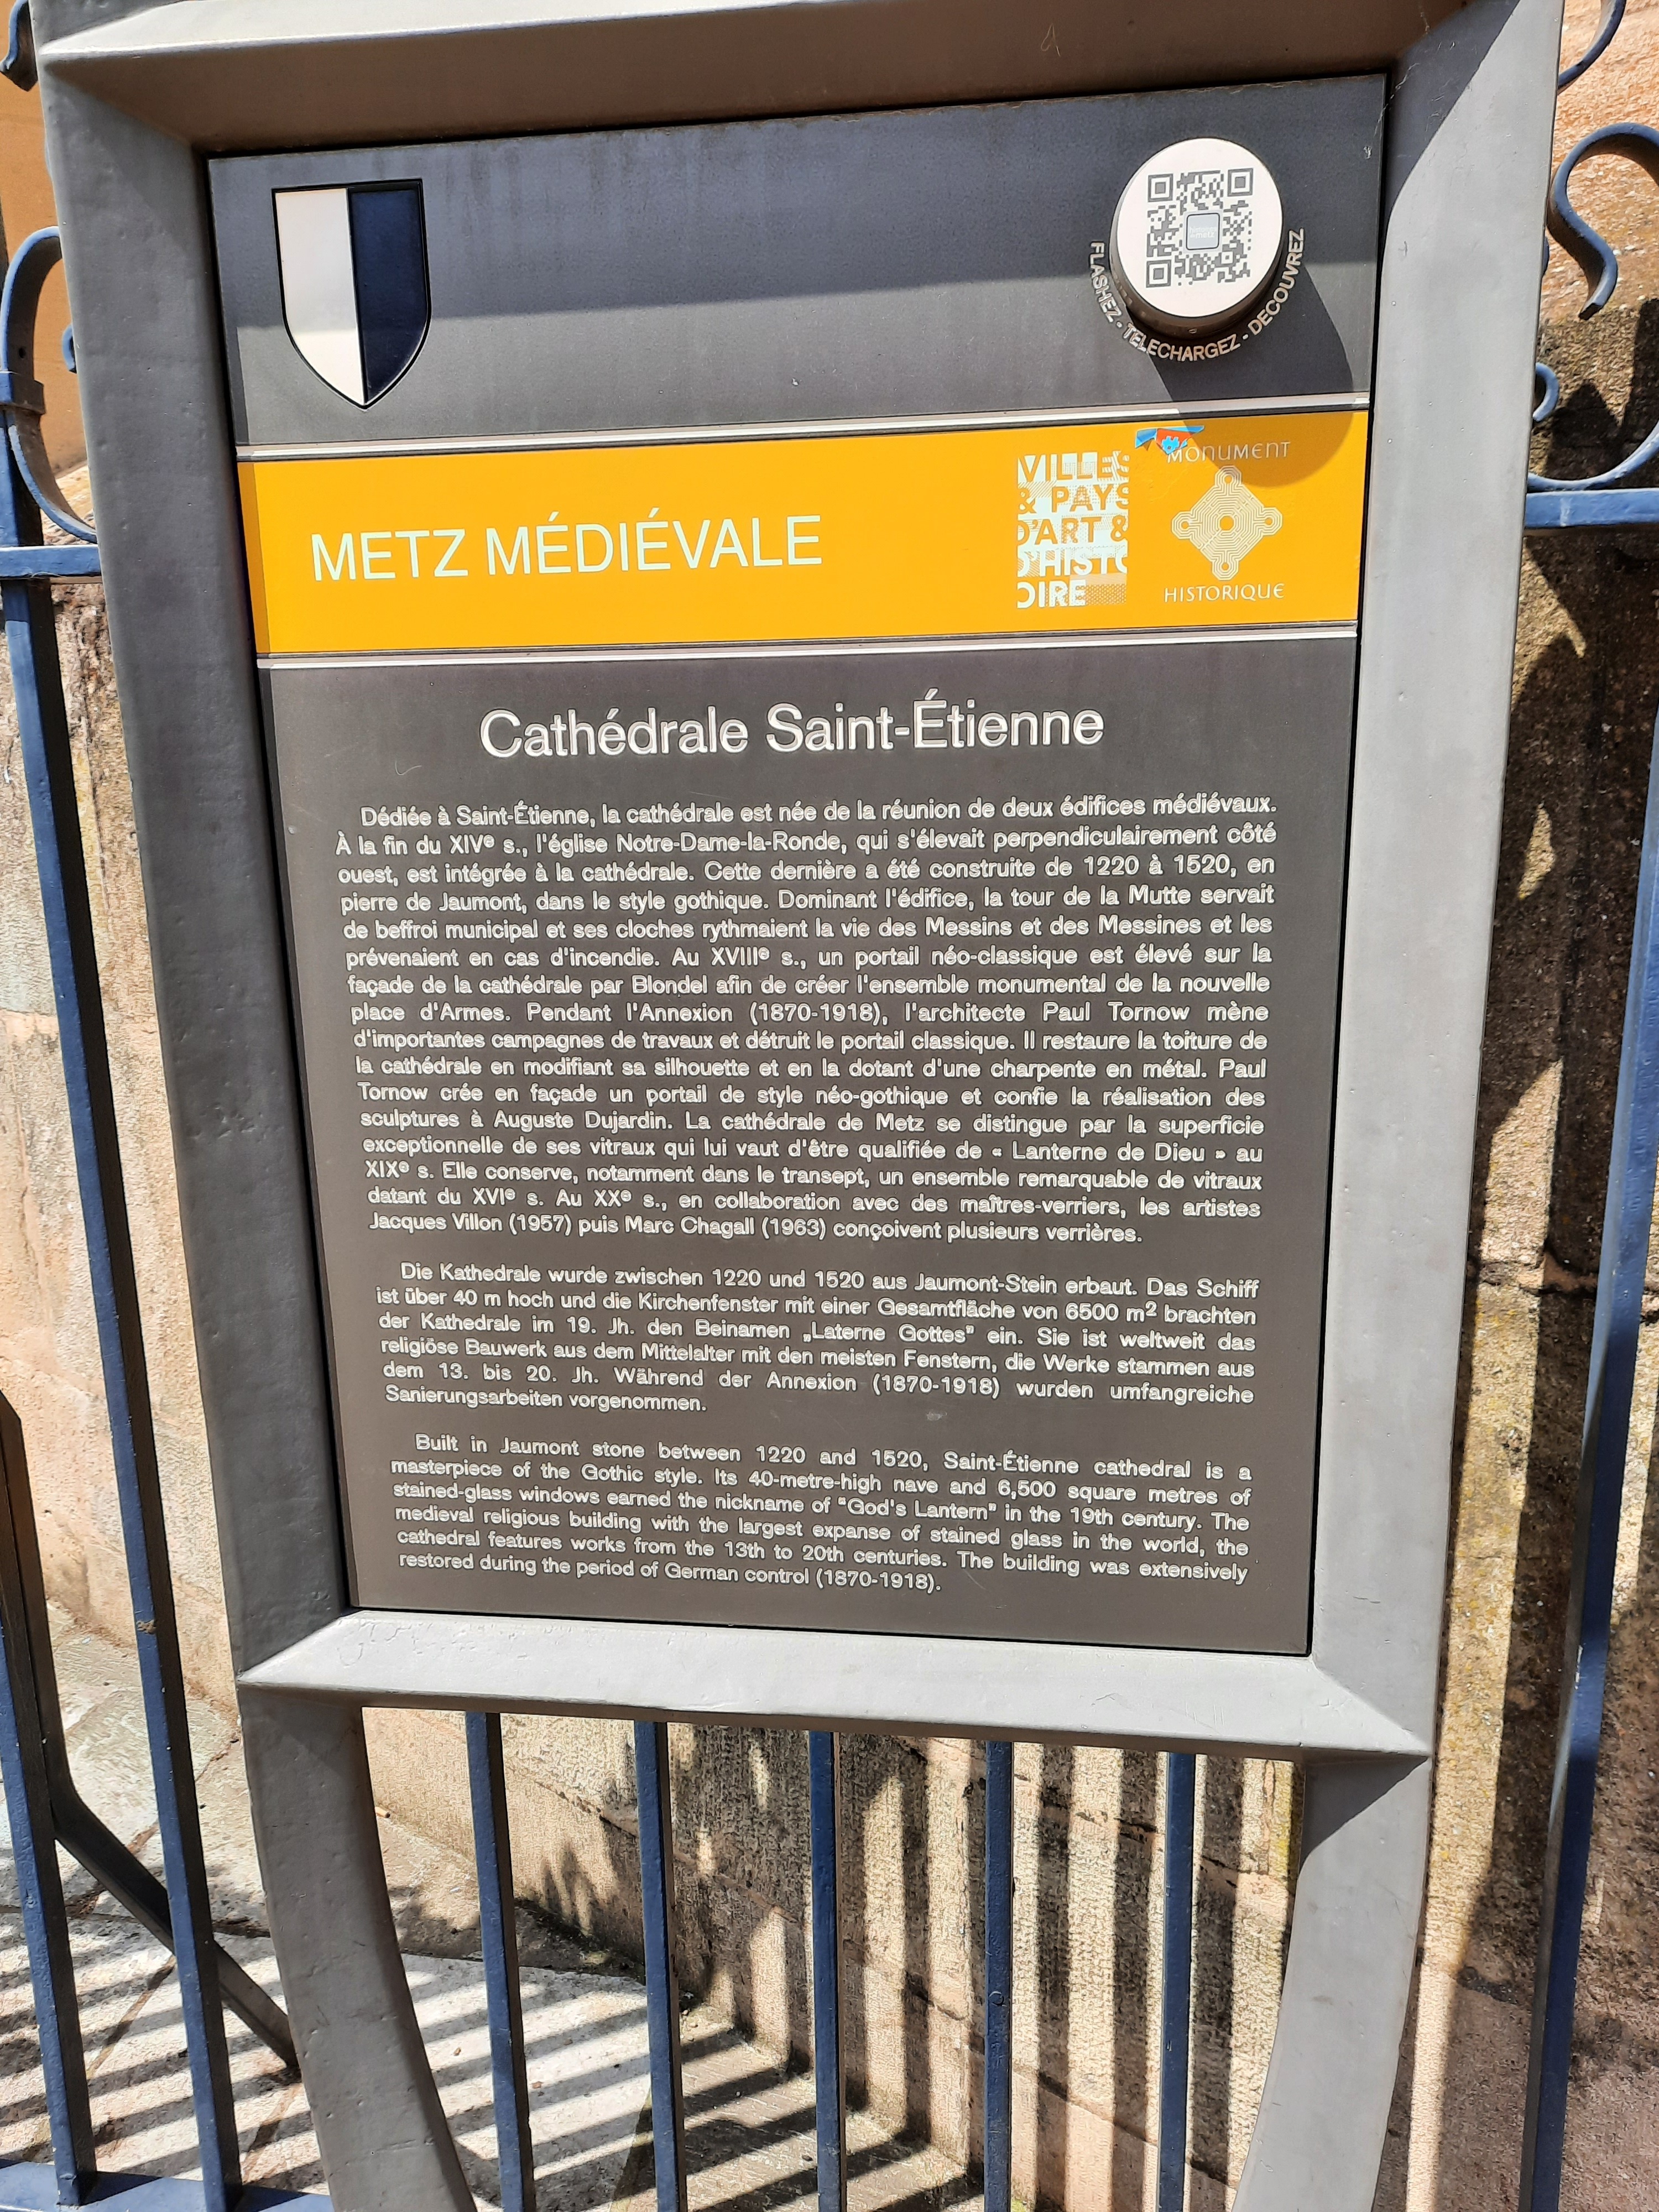 FLASHEZ - TELECHARGEZ - DECOUVREZ
METZ MÉDIÉVALE
VILLES
& PAYS
D'ART &
D'HISTO
OIRE
MONUMENT
HISTORIQUE
Cathédrale Saint-Étienne
Dédiée à Saint-Étienne, la cathédrale est née de la réunion de deux édifices médiévaux.
À la fin du XIVe s., l'église Notre-Dame-la-Ronde, qui s'élevait perpendiculairement côté
ouest, est intégrée à la cathédrale. Cette dernière a été construite de 1220 à 1520, en
pierre de Jaumont, dans le style gothique. Dominant l'édifice, la tour de la Mutte servait
de beffroi municipal et ses cloches rythmaient la vie des Messins et des Messines et les
prévenaient en cas d'incendie. Au XVIIIe s., un portail néo-classique est élevé sur la
façade de la cathédrale par Blondel afin de créer l'ensemble monumental de la nouvelle
place d'Armes. Pendant l'Annexion (1870-1918), l'architecte Paul Tornow mène
d'importantes campagnes de travaux et détruit le portail classique. Il restaure la toiture de
la cathédrale en modifiant sa silhouette et en la dotant d'une charpente en métal. Paul
Tornow crée en façade un portail de style néo-gothique et confie la réalisation des
sculptures à Auguste Dujardin. La cathédrale de Metz se distingue par la superficie
exceptionnelle de ses vitraux qui lui vaut d'être qualifiée de « Lanterne de Dieu » au
XIXe s. Elle conserve, notamment dans le transept, un ensemble remarquable de vitraux
datant du XVIe s. Au XXe s., en collaboration avec des maîtres-verriers, les artistes
Jacques Villon (1957) puis Marc Chagall (1963) conçoivent plusieurs verrières.
Die Kathedrale wurde zwischen 1220 und 1520 aus Jaumont-Stein erbaut. Das Schiff
ist über 40 m hoch und die Kirchenfenster mit einer Gesamtfläche von 6500 m² brachten
der Kathedrale im 19. Jh. den Beinamen „Laterne Gottes" ein. Sie ist weltweit das
religiöse Bauwerk aus dem Mittelalter mit den meisten Fenstern, die Werke stammen aus
dem 13. bis 20. Jh. Während der Annexion (1870-1918) wurden umfangreiche
Sanierungsarbeiten vorgenommen.
Built in Jaumont stone between 1220 and 1520, Saint-Étienne cathedral is a
masterpiece of the Gothic style. Its 40-metre-high nave and 6,500 square metres of
stained-glass windows earned the nickname of "God's Lantern" in the 19th century. The
medieval religious building with the largest expanse of stained glass in the world, the
cathedral features works from the 13th to 20th centuries. The building was extensively
restored during the period of German control (1870-1918).